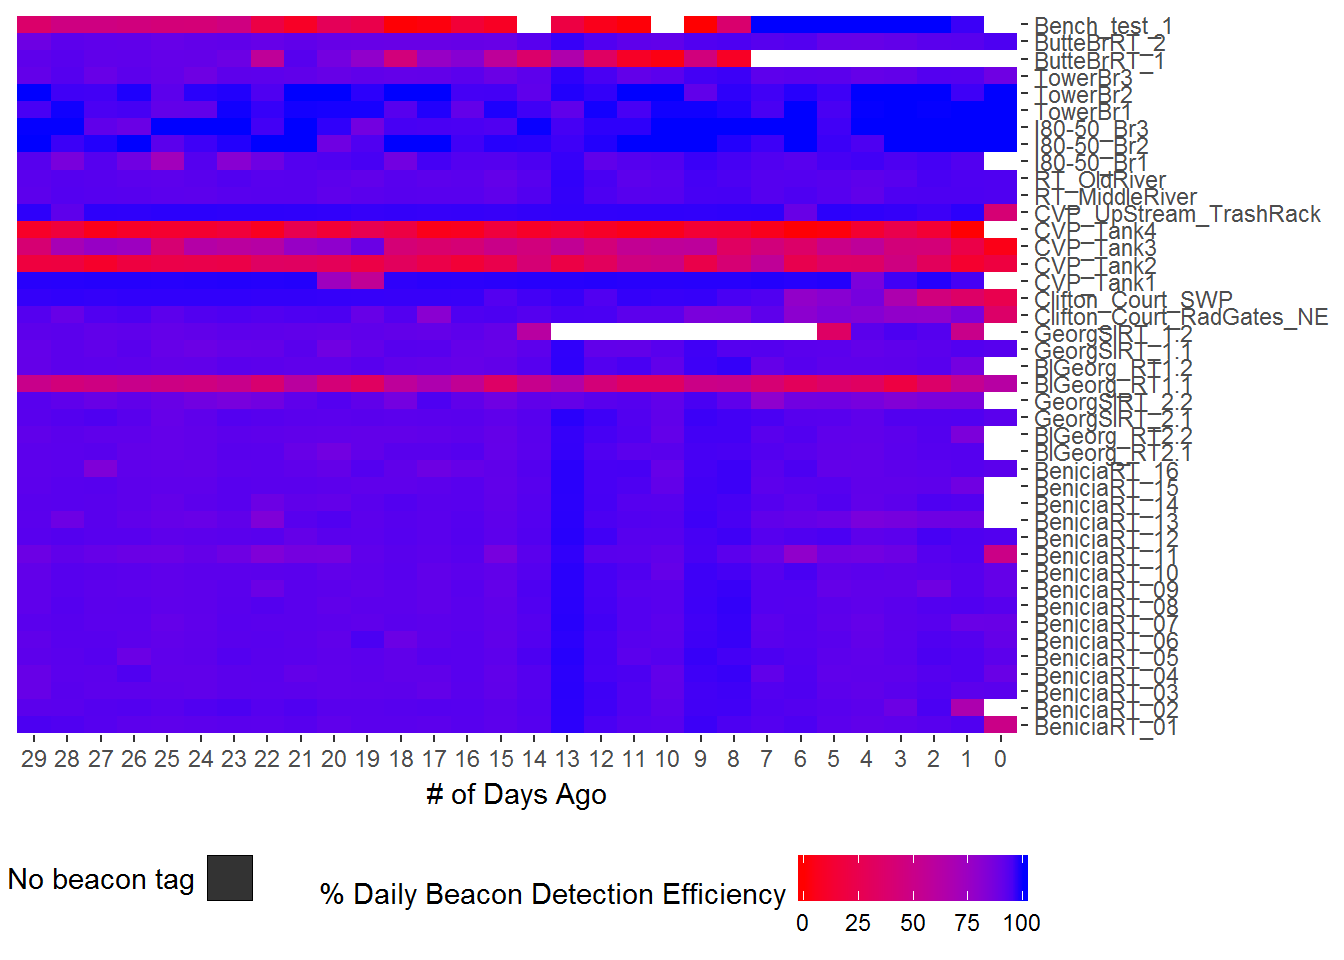 Bench_test_1
ButteBrRT_2
ButteBrRT_1
TowerBr3
TowerBr2
TowerBr1
I80-50_Br3
I80-50_Br2
I80-50_Br1
RT_OldRiver
RT_MiddleRiver
CVP_UpStream_TrashRack
CVP_Tank4
CVP_Tank3
CVP_Tank2
CVP_Tank1
Clifton_Court_SWP
Clifton_Court_RadGates_NE
GeorgSlRT_1.2
GeorgSlRT_1.1
BlGeorg_RT1.2
BlGeorg_RT1.1
GeorgSlRT_2.2
GeorgSlRT_2.1
BlGeorg_RT2.2
BlGeorg_RT2.1
BeniciaRT_16
BeniciaRT_15
BeniciaRT_14
BeniciaRT_13
BeniciaRT_12
BeniciaRT_11
BeniciaRT_10
BeniciaRT_09
BeniciaRT_08
BeniciaRT_07
BeniciaRT_06
BeniciaRT_05
BeniciaRT_04
BeniciaRT_03
BeniciaRT_02
BeniciaRT_01
29 28 27 26 25 24 23 22 21 20 19 18 17 16 15 14 13 12 11 10 9 8 7 6 5 4 3 2 1 0
# of Days Ago
No beacon tag
% Daily Beacon Detection Efficiency
0 25 50 75 100